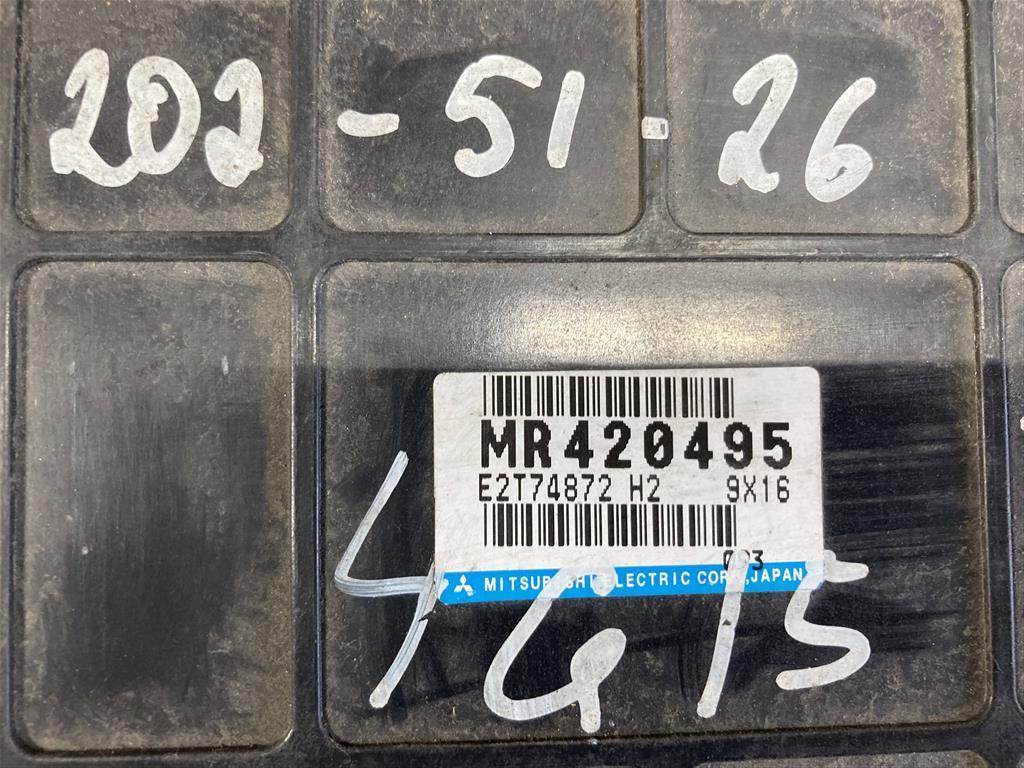 202-51-26
MR420495
E2T74872 H2 9X16
003
MITSUBISHI ELECTRIC CORP. JAPAN
4G15